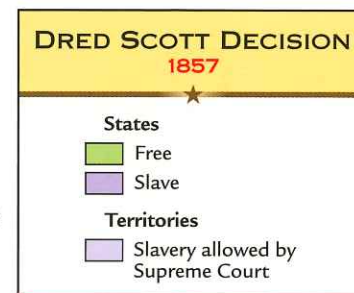 DRED SCOTT DECISION
1857
States
Free
Slave
Territories
Slavery allowed by
Supreme Court